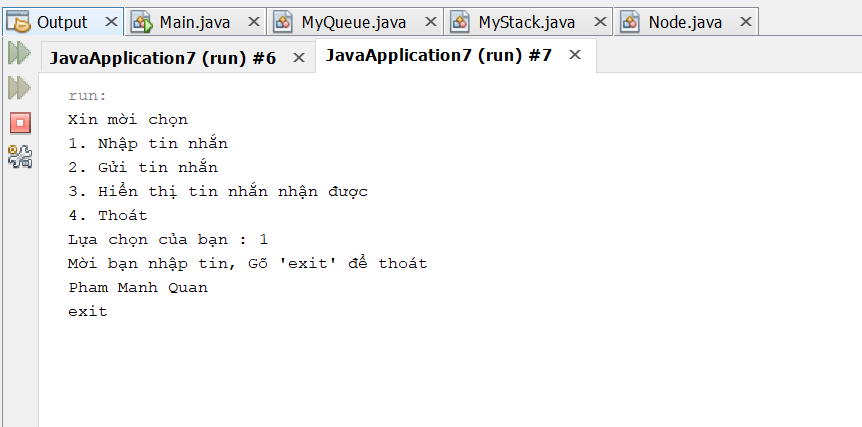 Output Main.java MyQueue.java MyStack.java Node.java
JavaApplication7 (run) #6 JavaApplication7 (run) #7
run:
Xin mời chọn
1. Nhập tin nhắn
2. Gửi tin nhắn
3. Hiển thị tin nhắn nhận được
4. Thoát
Lựa chọn của bạn : 1
Mời bạn nhập tin, Gõ 'exit' để thoát
Pham Manh Quan
exit